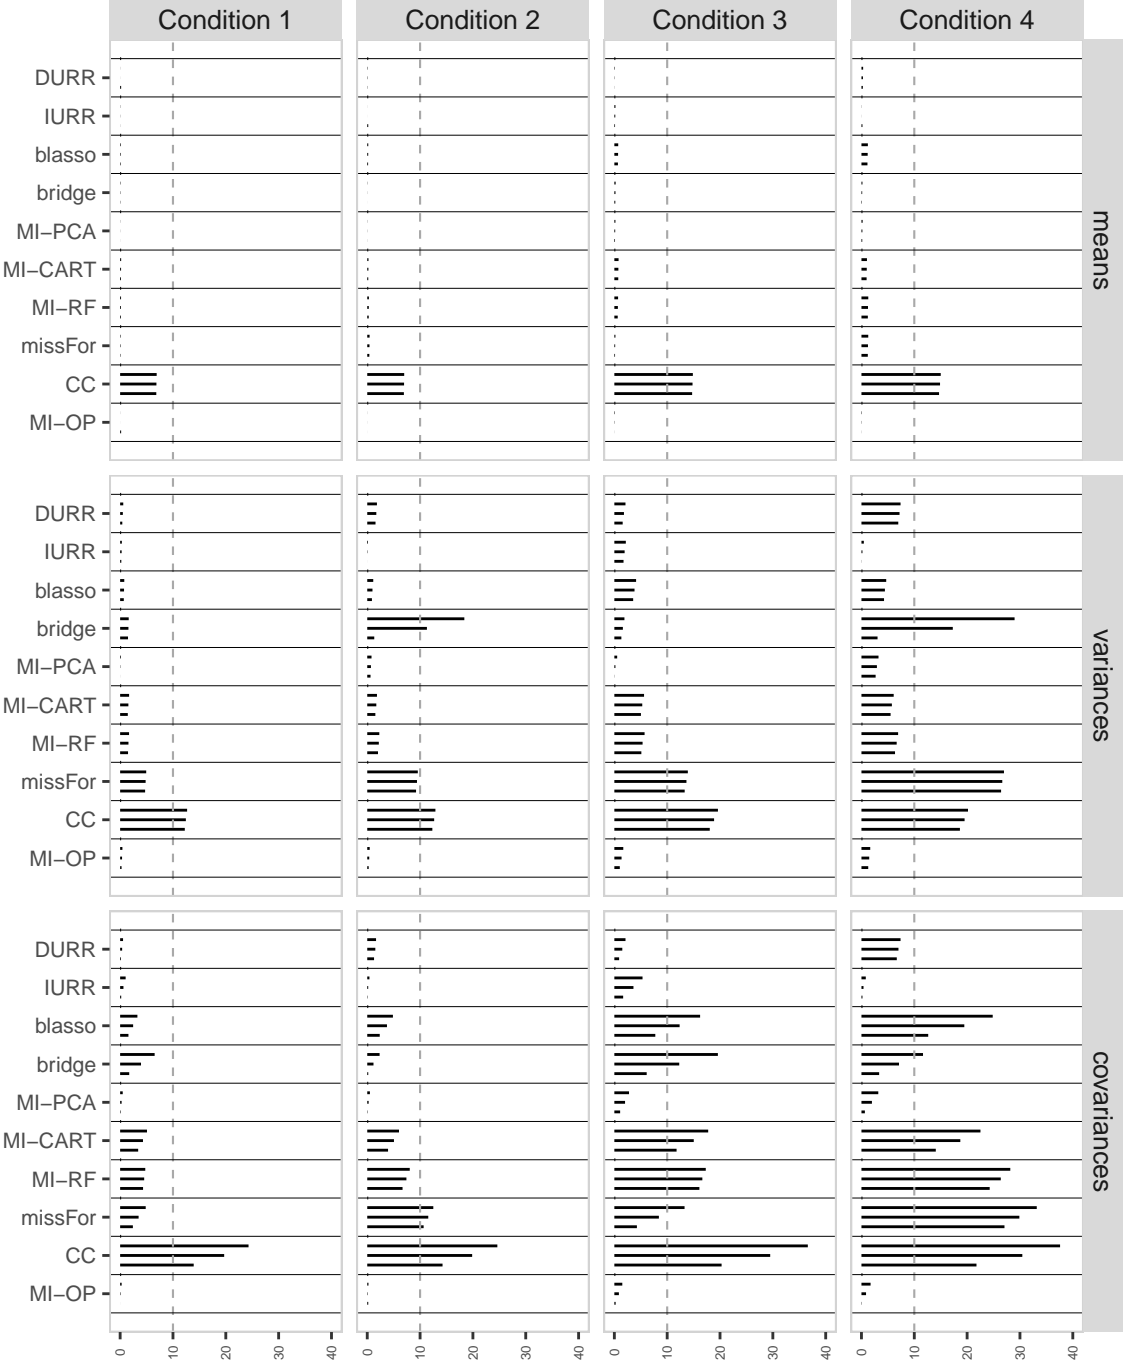 Condition 1 Condition 2 Condition 3 Condition 4
DURR
IURR
blasso
bridge
MI−PCA
MI−CART
MI−RF
missFor
CC
MI−OP
means
DURR
IURR
blasso
bridge
MI−PCA
MI−CART
MI−RF
missFor
CC
MI−OP
variances
DURR
IURR
blasso
bridge
MI−PCA
MI−CART
MI−RF
missFor
CC
MI−OP
covariances
0 10 20 30 40 0 10 20 30 40 0 10 20 30 40 0 10 20 30 40